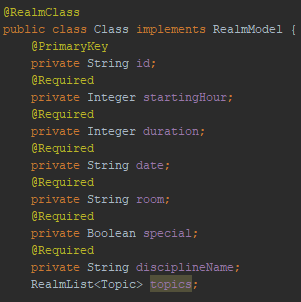 @RealmClass
public class Class implements RealmModel {
    @PrimaryKey
    private String id;
    @Required
    private Integer startingHour;
    @Required
    private Integer duration;
    @Required
    private String date;
    @Required
    private String room;
    @Required
    private Boolean special;
    @Required
    private String disciplineName;
    RealmList<Topic> topics;